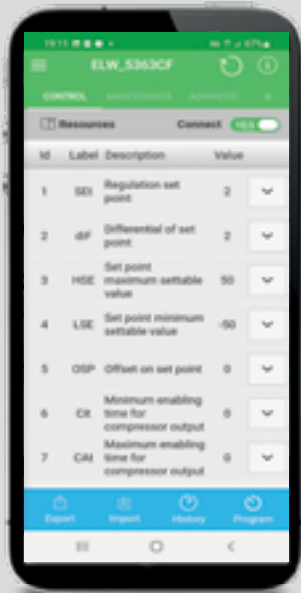 19:11
67%
ELW_5363CF
CONTROL MAINTENANCE ADVANCED
Resources Connect YES
Id Label Description Value
1 SEt Regulation set
point 2
2 diF Differential of set
point 2
3 HSE Set point
maximum settable
value 50
4 LSE Set point minimum
settable value -50
5 OSP Offset on set point 0
6 Cit Minimum enabling
time for
compressor output 0
7 CAt Maximum enabling
time for
compressor output 0
Export Import History Program